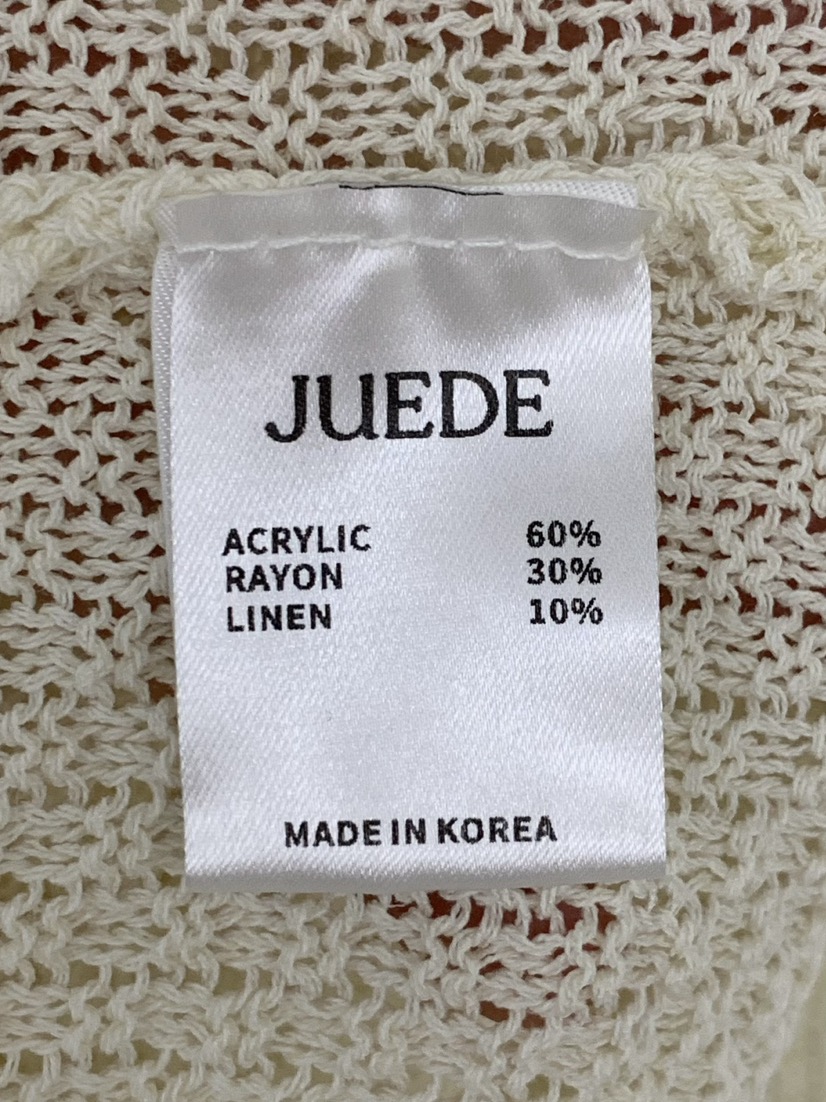 JUEDE
ACRYLIC 60%
RAYON 30%
LINEN 10%
MADE IN KOREA